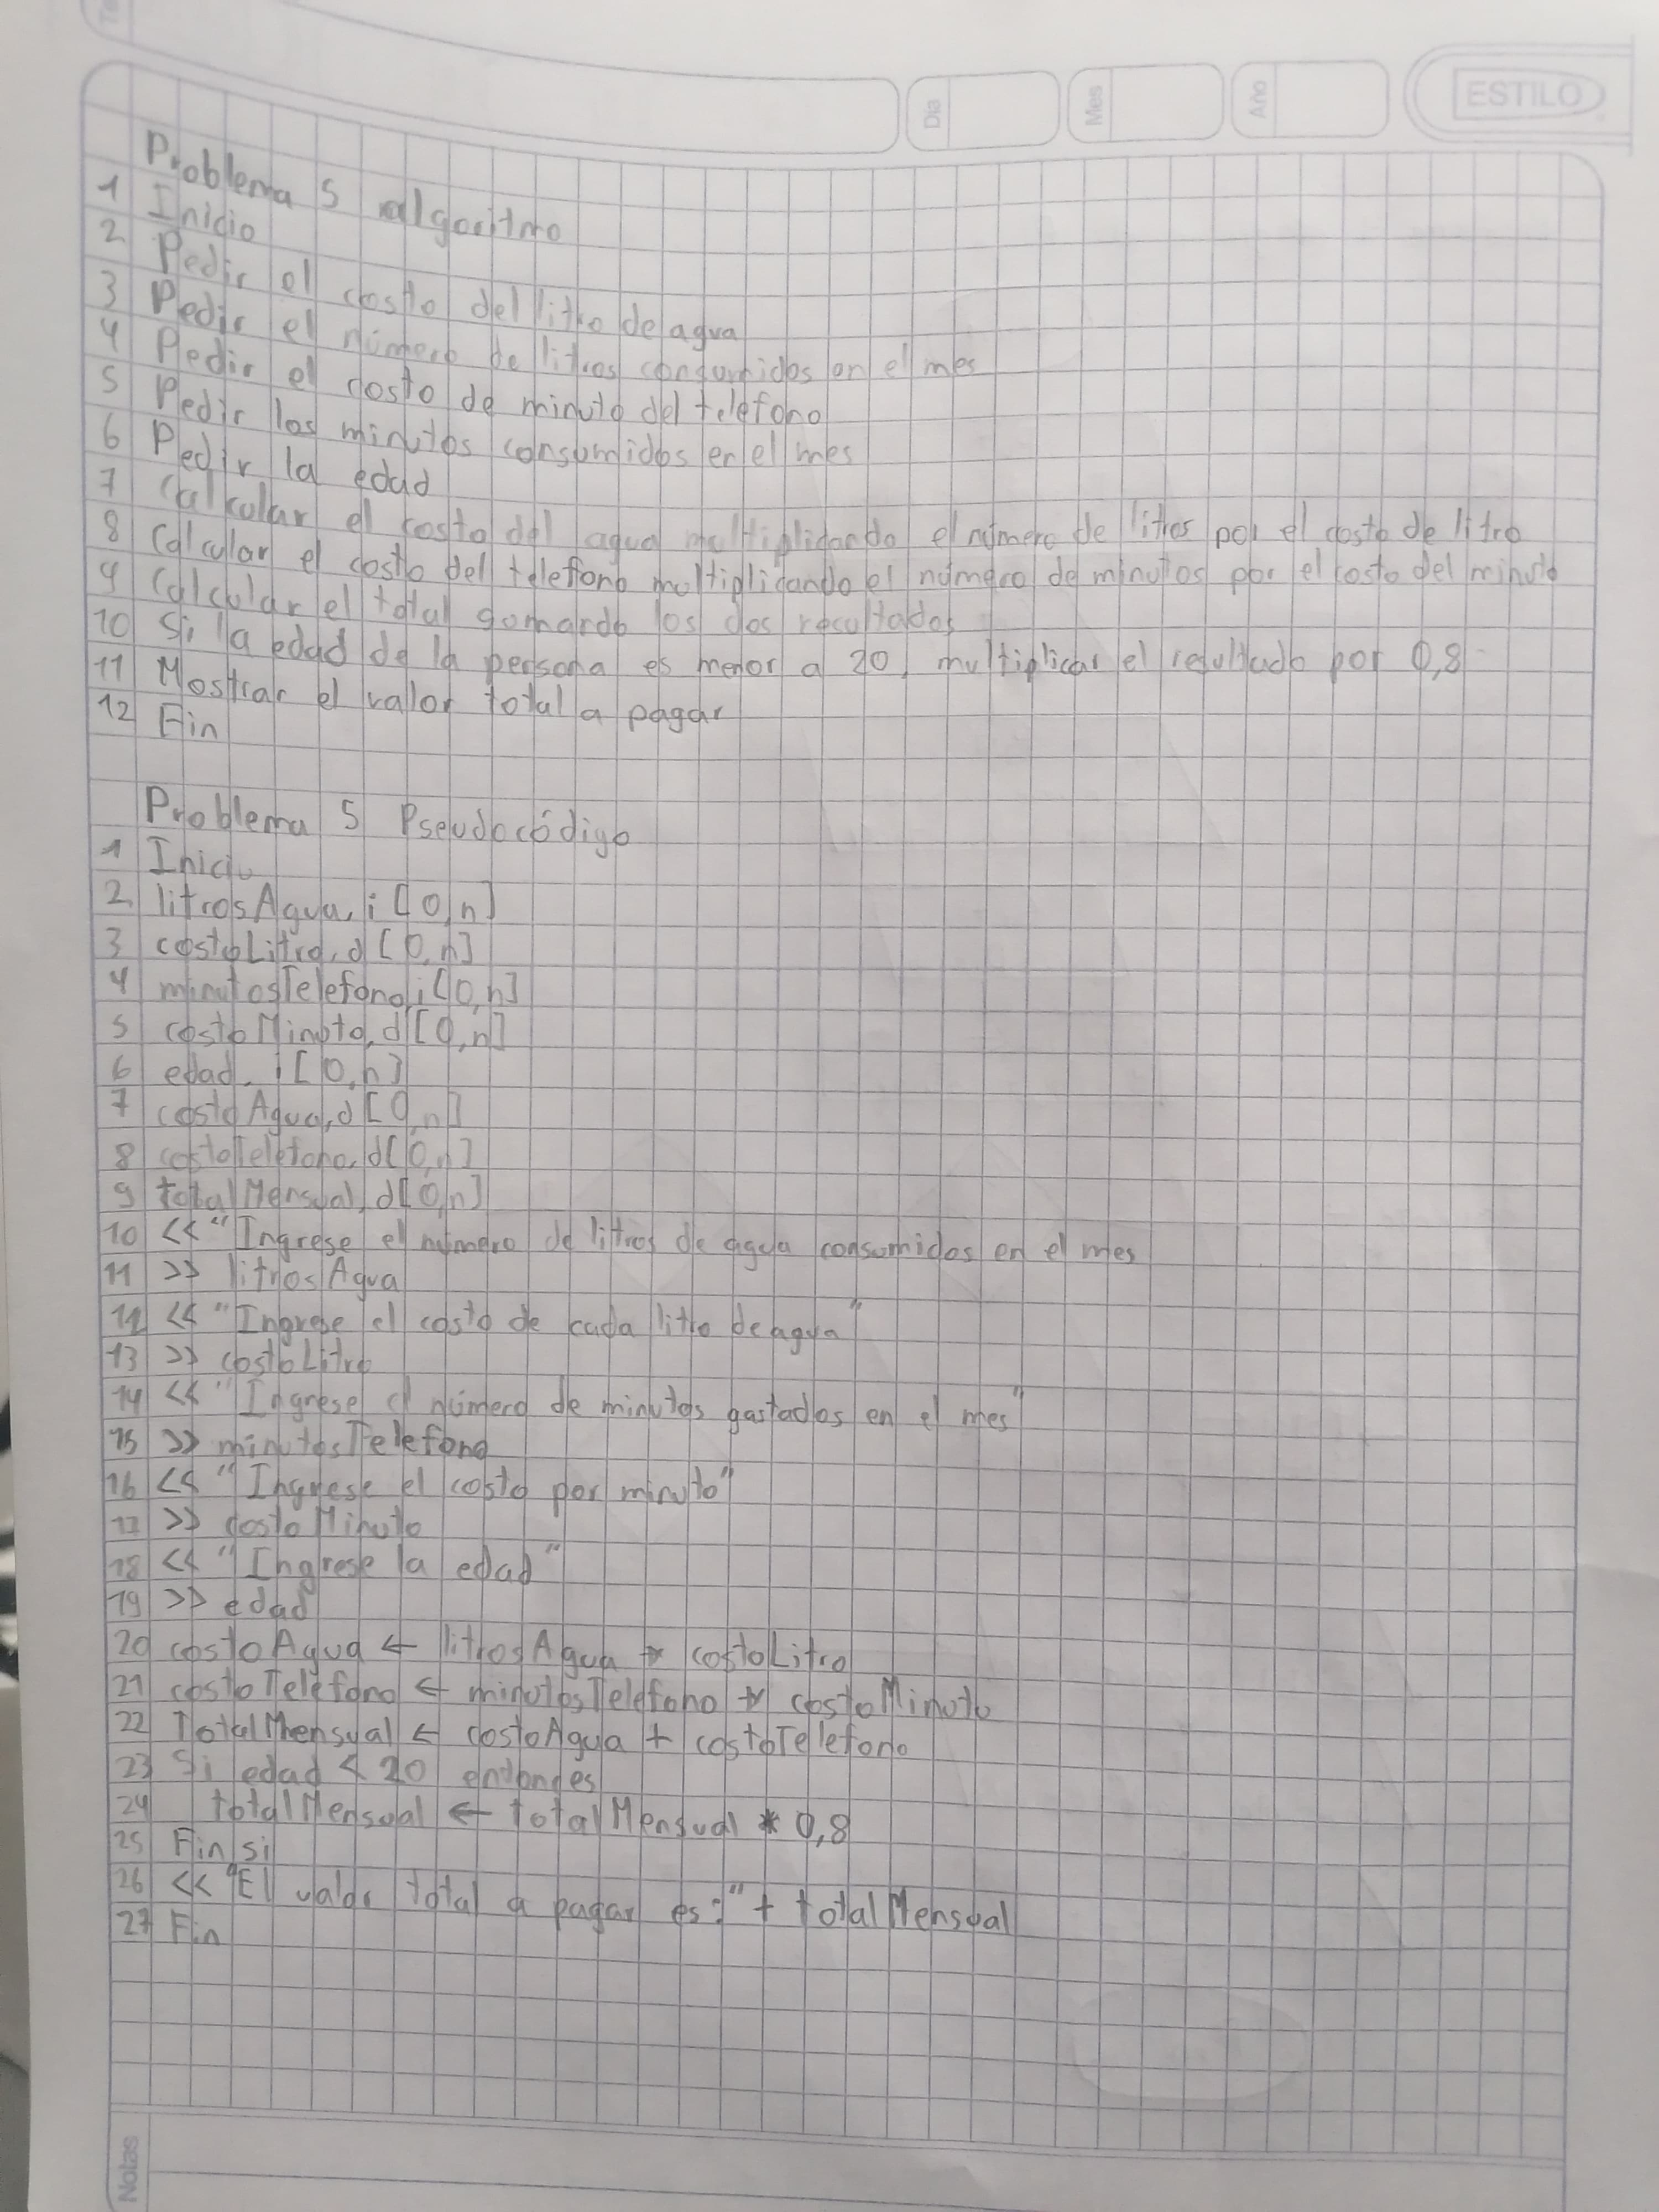 Te
Dia
Mes
Año
ESTILO
Problema 5 algoritmo
1 Inicio
2 Pedir el costo del litro de agua
3 Pedir el número de litros consumidos en el mes
4 Pedir el costo de minuto del telefono
5 Pedir los minutos consumidos en el mes
6 Pedir la edad
7 Calcular el costo del agua multiplicando el número de litros por el costo de litro
8 Calcular el costo del telefono multiplicando el número de minutos por el costo del minuto
9 Calcular el total sumando los dos resultados
10 Si la edad de la persona es menor a 20, multiplicar el resultado por 0,8
11 Mostrar el valor total a pagar
12 Fin
Problema 5 Pseudocódigo
1 Inicio
2 litrosAgua, i [0,n]
3 costoLitro, d [0,n]
4 minutosTelefono, i [0,n]
5 costoMinuto, d [0,n]
6 edad, i [0,n]
7 costoAgua, d [0,n]
8 costoTelefono, d[0,n]
9 totalMensual, d[0,n]
10 << "Ingrese el número de litros de agua consumidos en el mes
11 >> litrosAgua
12 << "Ingrese el costo de cada litro de agua"
13 >> costoLitro
14 << "Ingrese el número de minutos gastados en el mes"
15 >> minutosTelefono
16 << "Ingrese el costo por minuto"
17 >> costoMinuto
18 << "Ingrese la edad"
19 >> edad
20 costoAgua ← litrosAgua * costoLitro
21 costoTelefono ← minutosTelefono * costoMinuto
22 TotalMensual ← costoAgua + costoTelefono
23 Si edad < 20 entonces
24 totalMensual ← totalMensual * 0,8
25 Fin si
26 << "El valor total a pagar es:" + totalMensual
27 Fin
Notas